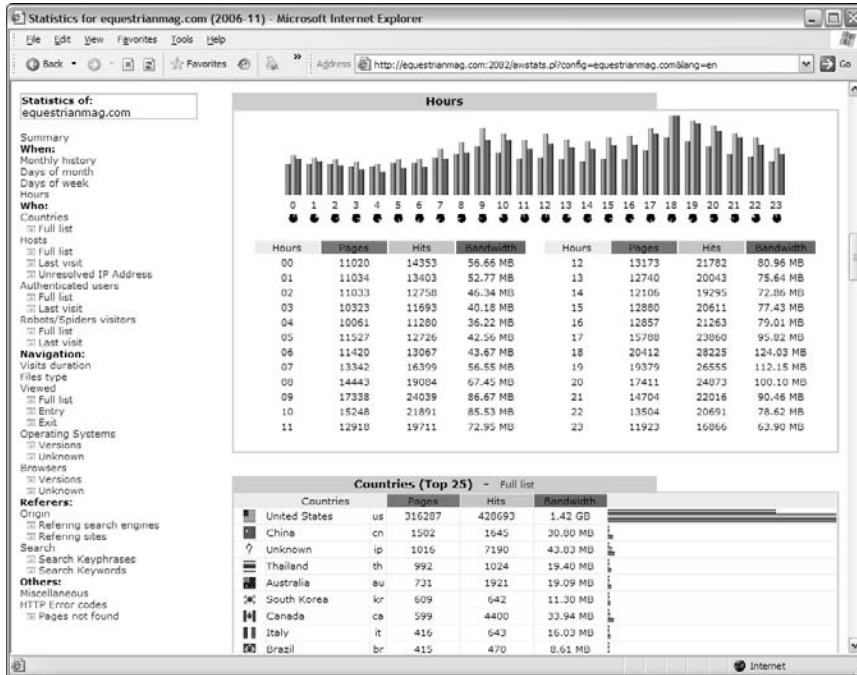 Statistics for equestrianmag.com (2006-11) - Microsoft Internet Explorer
File Edit View Favorites Tools Help
Back Favorites Address http://equestrianmag.com:2082/awstats.pl?config=equestrianmag.com&lang=en Go
Statistics of:
equestrianmag.com
Summary
When:
Monthly history
Days of month
Days of week
Hours
Who:
Countries
Full list
Hosts
Full list
Last visit
Unresolved IP Address
Authenticated users
Full list
Last visit
Robots/Spiders visitors
Full list
Last visit
Navigation:
Visits duration
Files type
Viewed
Full list
Entry
Exit
Operating Systems
Versions
Unknown
Browsers
Versions
Unknown
Referers:
Origin
Refering search engines
Refering sites
Search
Search Keyphrases
Search Keywords
Others:
Miscellaneous
HTTP Error codes
Pages not found
Hours
0 1 2 3 4 5 6 7 8 9 10 11 12 13 14 15 16 17 18 19 20 21 22 23
Hours Pages Hits Bandwidth Hours Pages Hits Bandwidth
00 11020 14353 56.66 MB 12 13173 21782 80.96 MB
01 11034 13403 52.77 MB 13 12740 20043 75.64 MB
02 11033 12758 46.34 MB 14 12106 19295 72.86 MB
03 10323 11693 40.18 MB 15 12880 20611 77.43 MB
04 10061 11280 36.22 MB 16 12857 21263 79.01 MB
05 11527 12726 42.56 MB 17 15788 23860 95.82 MB
06 11420 13067 43.67 MB 18 20412 28225 124.03 MB
07 13342 16399 56.55 MB 19 19379 26555 112.15 MB
08 14443 19084 67.45 MB 20 17411 24873 100.10 MB
09 17338 24039 86.67 MB 21 14704 22016 90.46 MB
10 15248 21891 85.53 MB 22 13504 20691 78.62 MB
11 12918 19711 72.95 MB 23 11923 16866 63.90 MB
Countries (Top 25) - Full list
Countries Pages Hits Bandwidth
United States us 316287 428693 1.42 GB
China cn 1502 1645 30.80 MB
? Unknown ip 1016 7190 43.83 MB
Thailand th 992 1024 19.40 MB
Australia au 731 1921 19.09 MB
South Korea kr 609 642 11.30 MB
Canada ca 599 4400 33.94 MB
Italy it 416 643 16.03 MB
Brazil br 415 470 8.61 MB
Internet